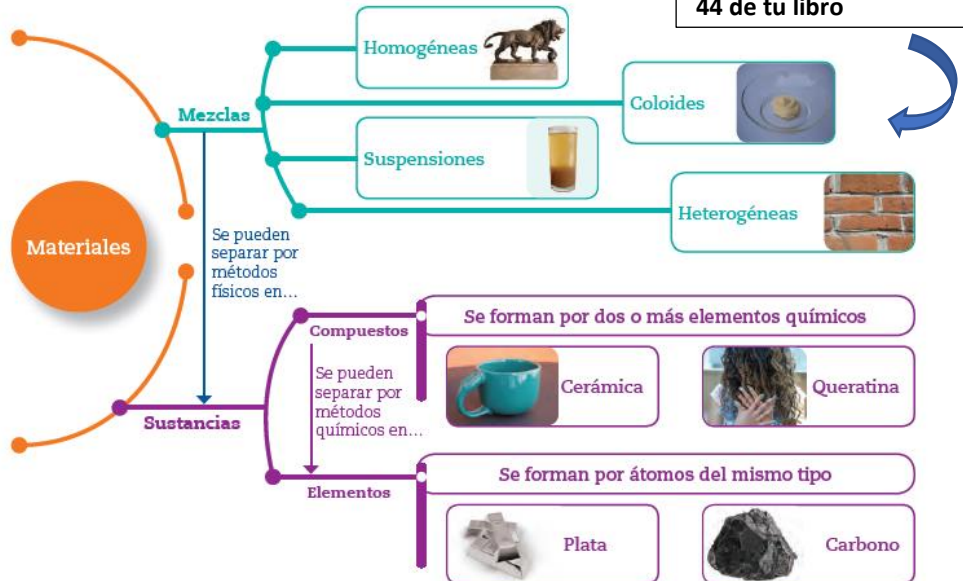 44 de tu libro
Homogéneas
Coloides
Mezclas
Suspensiones
Heterogéneas
Materiales
Se pueden
separar por
métodos
físicos en...
Se forman por dos o más elementos químicos
Compuestos
Se pueden
separar por
métodos
químicos en...
Cerámica
Queratina
Sustancias
Se forman por átomos del mismo tipo
Elementos
Plata
Carbono